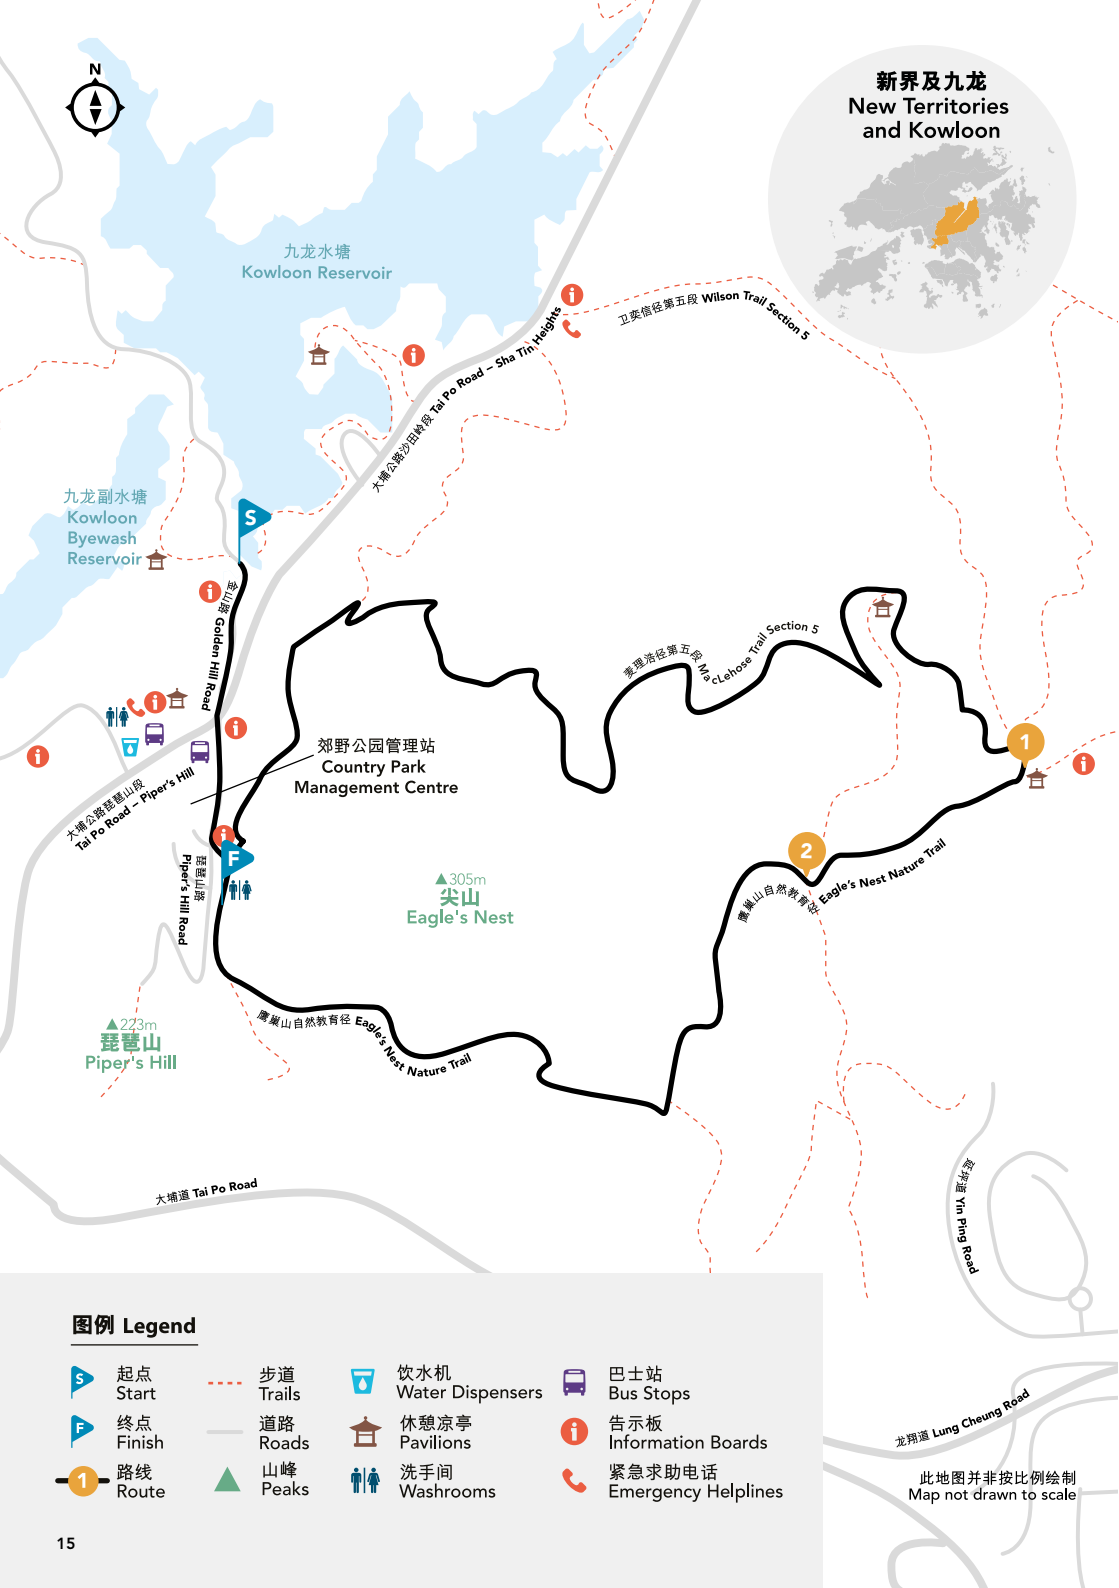 N
新界及九龙
New Territories
and Kowloon
九龙水塘
Kowloon Reservoir
卫奕信径第五段 Wilson Trail Section 5
大埔公路沙田岭段 Tai Po Road – Sha Tin Heights
九龙副水塘
Kowloon
Byewash
Reservoir
S
金山路 Golden Hill Road
麦理浩径第五段 MacLehose Trail Section 5
1
郊野公园管理站
Country Park
Management Centre
大埔公路琵琶山段
Tai Po Road – Piper's Hill
F
琵琶山路
Piper's Hill Road
2
鹰巢山自然教育径 Eagle's Nest Nature Trail
305m
尖山
Eagle's Nest
鹰巢山自然教育径 Eagle's Nest Nature Trail
223m
琵琶山
Piper's Hill
大埔道 Tai Po Road
延坪道 Yin Ping Road
龙翔道 Lung Cheung Road
图例 Legend
S
起点
Start
步道
Trails
饮水机
Water Dispensers
巴士站
Bus Stops
F
终点
Finish
道路
Roads
休憩凉亭
Pavilions
告示板
Information Boards
1
路线
Route
山峰
Peaks
洗手间
Washrooms
紧急求助电话
Emergency Helplines
此地图并非按比例绘制
Map not drawn to scale
15